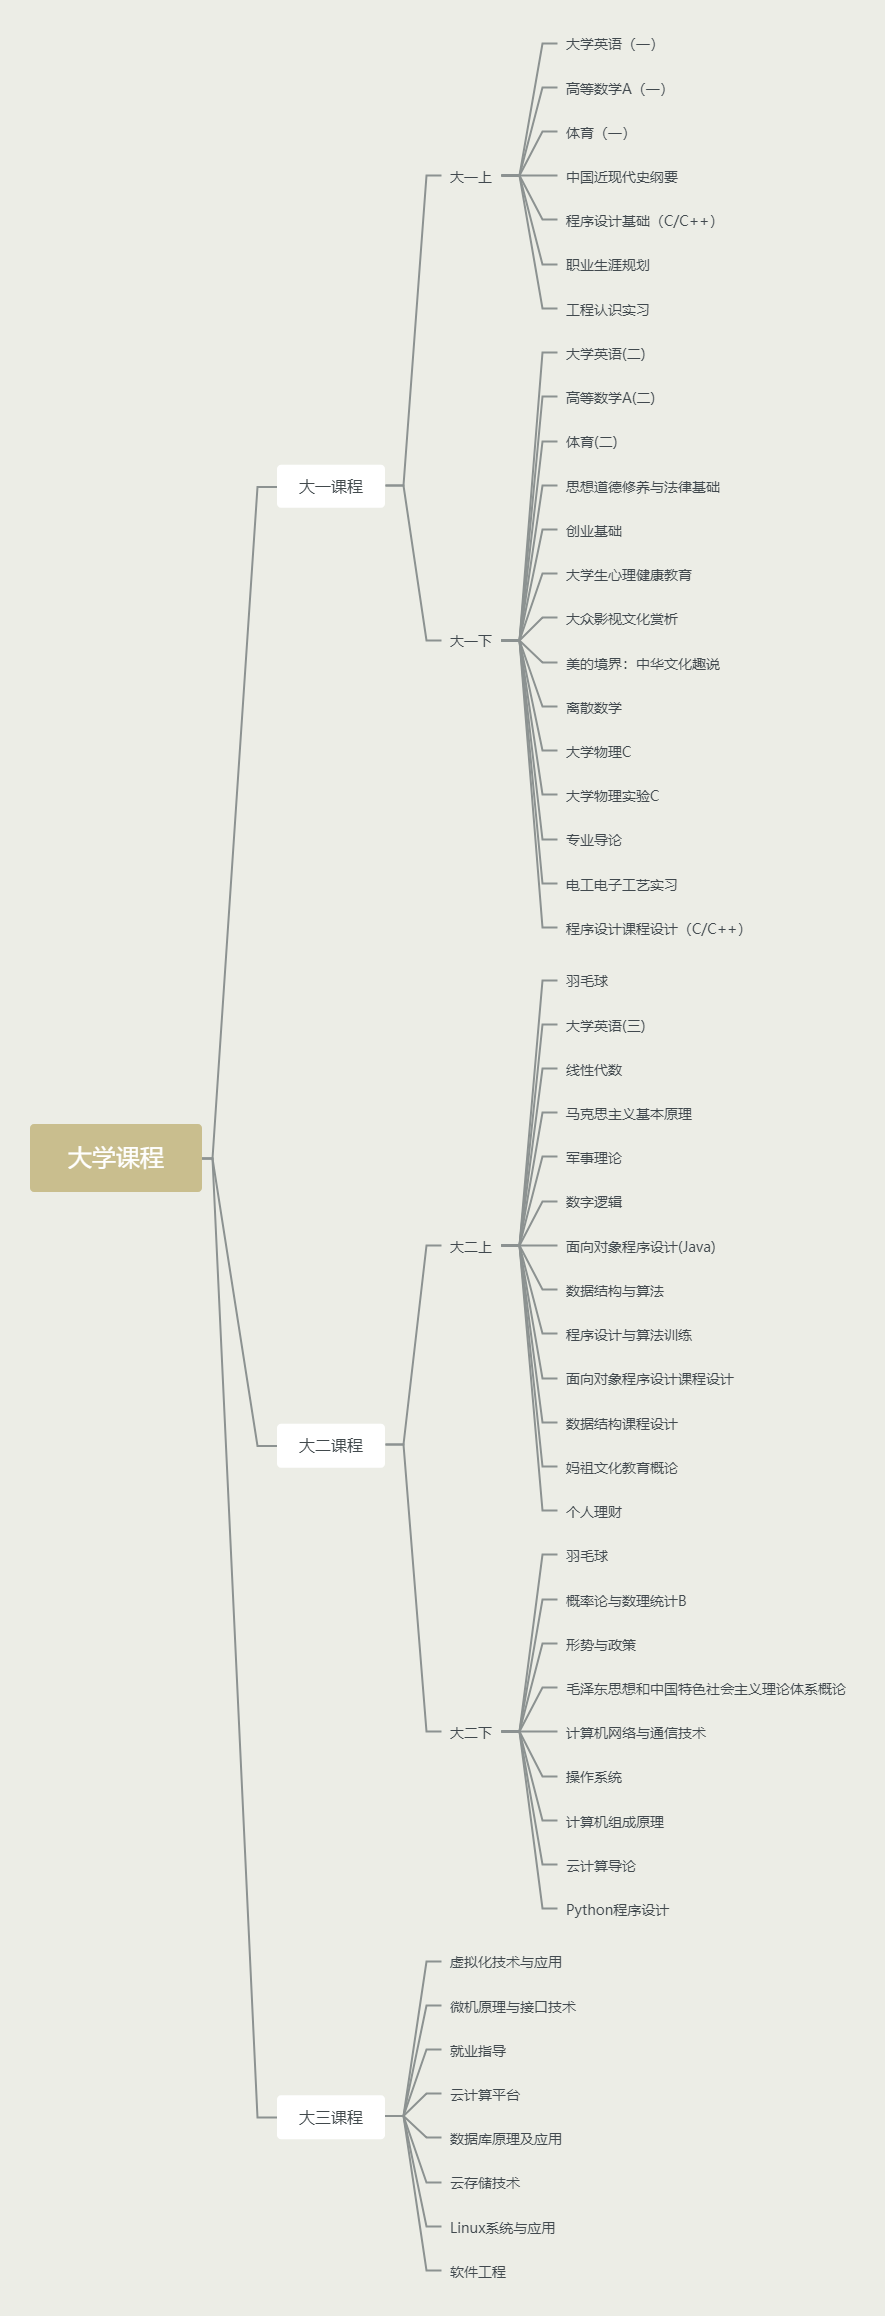 大学课程
大一课程
大一上
大学英语（一）
高等数学A（一）
体育（一）
中国近现代史纲要
程序设计基础（C/C++）
职业生涯规划
工程认识实习
大一下
大学英语(二)
高等数学A(二)
体育(二)
思想道德修养与法律基础
创业基础
大学生心理健康教育
大众影视文化赏析
美的境界：中华文化趣说
离散数学
大学物理C
大学物理实验C
专业导论
电工电子工艺实习
程序设计课程设计（C/C++）
大二课程
大二上
羽毛球
大学英语(三)
线性代数
马克思主义基本原理
军事理论
数字逻辑
面向对象程序设计(Java)
数据结构与算法
程序设计与算法训练
面向对象程序设计课程设计
数据结构课程设计
妈祖文化教育概论
个人理财
大二下
羽毛球
概率论与数理统计B
形势与政策
毛泽东思想和中国特色社会主义理论体系概论
计算机网络与通信技术
操作系统
计算机组成原理
云计算导论
Python程序设计
大三课程
虚拟化技术与应用
微机原理与接口技术
就业指导
云计算平台
数据库原理及应用
云存储技术
Linux系统与应用
软件工程